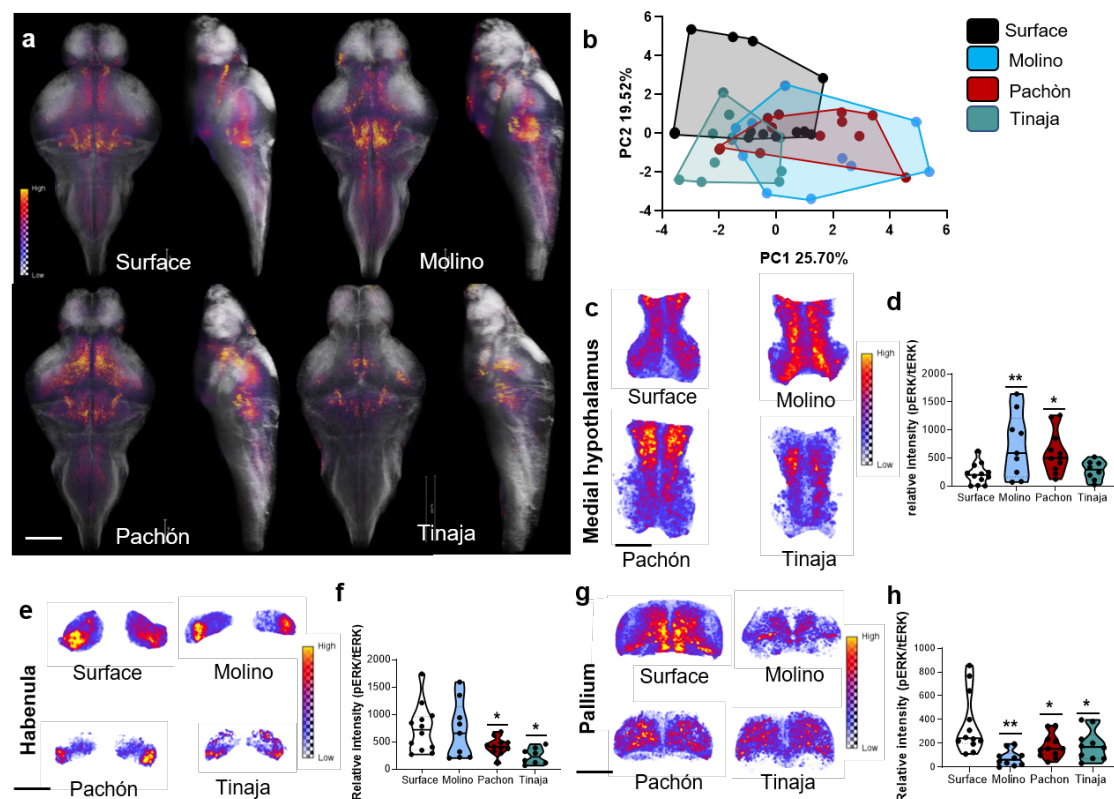 a
High
Low
Surface
Molino
Pachón
Tinaja
b
6
4
2
0
-2
-4
-4
-2
0
2
4
6
PC2 19.52%
PC1 25.70%
Surface
Molino
Pachòn
Tinaja
c
Medial hypothalamus
Surface
Molino
Pachón
Tinaja
High
Low
d
relative Intensity (pERK/tERK)
2000
1500
1000
500
0
**
*
Surface
Molino
Pachon
Tinaja
e
Habenula
Surface
Molino
Pachón
Tinaja
High
Low
f
Relative Intensity (pERK/tERK)
2000
1500
1000
500
0
*
*
Surface
Molino
Pachon
Tinaja
g
Pallium
Surface
Molino
Pachón
Tinaja
High
Low
h
Relative intensity (pERK/tERK)
1000
800
600
400
200
0
**
*
*
Surface
Molino
Pachon
Tinaja